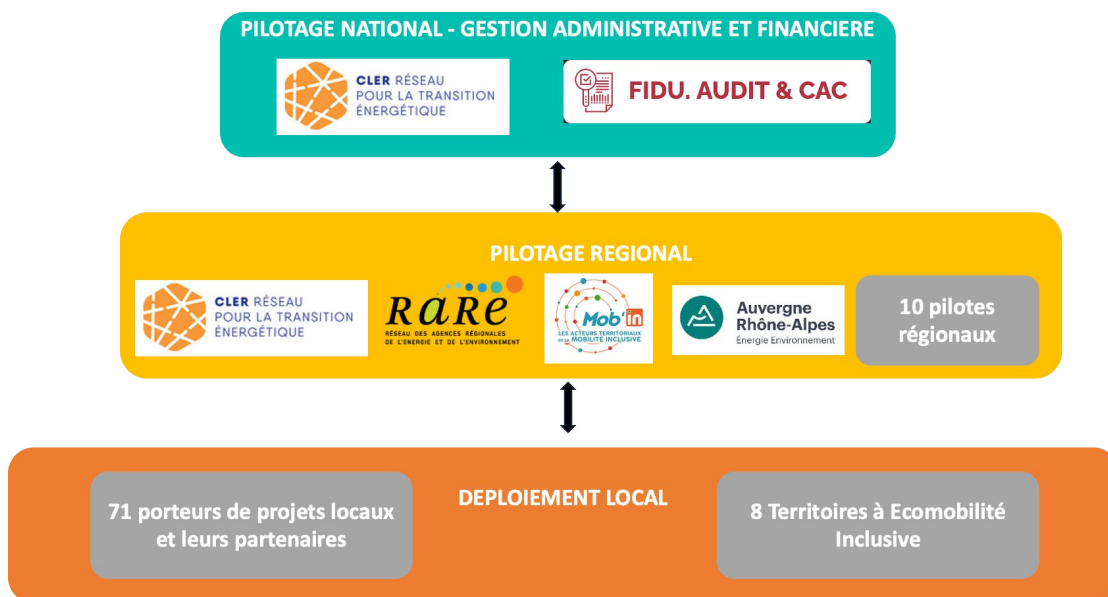 PILOTAGE NATIONAL - GESTION ADMINISTRATIVE ET FINANCIERE
CLER RÉSEAU
POUR LA TRANSITION
ÉNERGÉTIQUE
FIDU. AUDIT & CAC
PILOTAGE REGIONAL
CLER RÉSEAU
POUR LA TRANSITION
ÉNERGÉTIQUE
RaRe
RÉSEAU DES AGENCES RÉGIONALES
DE L'ÉNERGIE ET DE L'ENVIRONNEMENT
Mob'in
LES ACTEURS TERRITORIAUX
DE LA MOBILITÉ INCLUSIVE
Auvergne
Rhône-Alpes
Énergie Environnement
10 pilotes
régionaux
DEPLOIEMENT LOCAL
71 porteurs de projets locaux
et leurs partenaires
8 Territoires à Ecomobilité
Inclusive